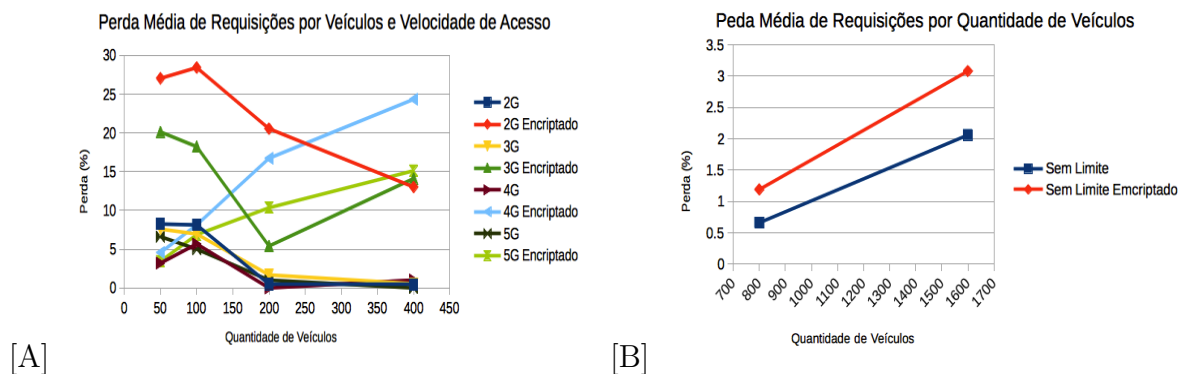 Perda Média de Requisições por Veículos e Velocidade de Acesso
30
25
20
15
10
5
0
Perda (%)
0 50 100 150 200 250 300 350 400 450
Quantidade de Veículos
2G
2G Encriptado
3G
3G Encriptado
4G
4G Encriptado
5G
5G Encriptado
[A]
Peda Média de Requisições por Quantidade de Veículos
3.5
3
2.5
2
1.5
1
0.5
0
Perda (%)
700 800 900 1000 1100 1200 1300 1400 1500 1600 1700
Quantidade de Veículos
Sem Limite
Sem Limite Emcriptado
[B]